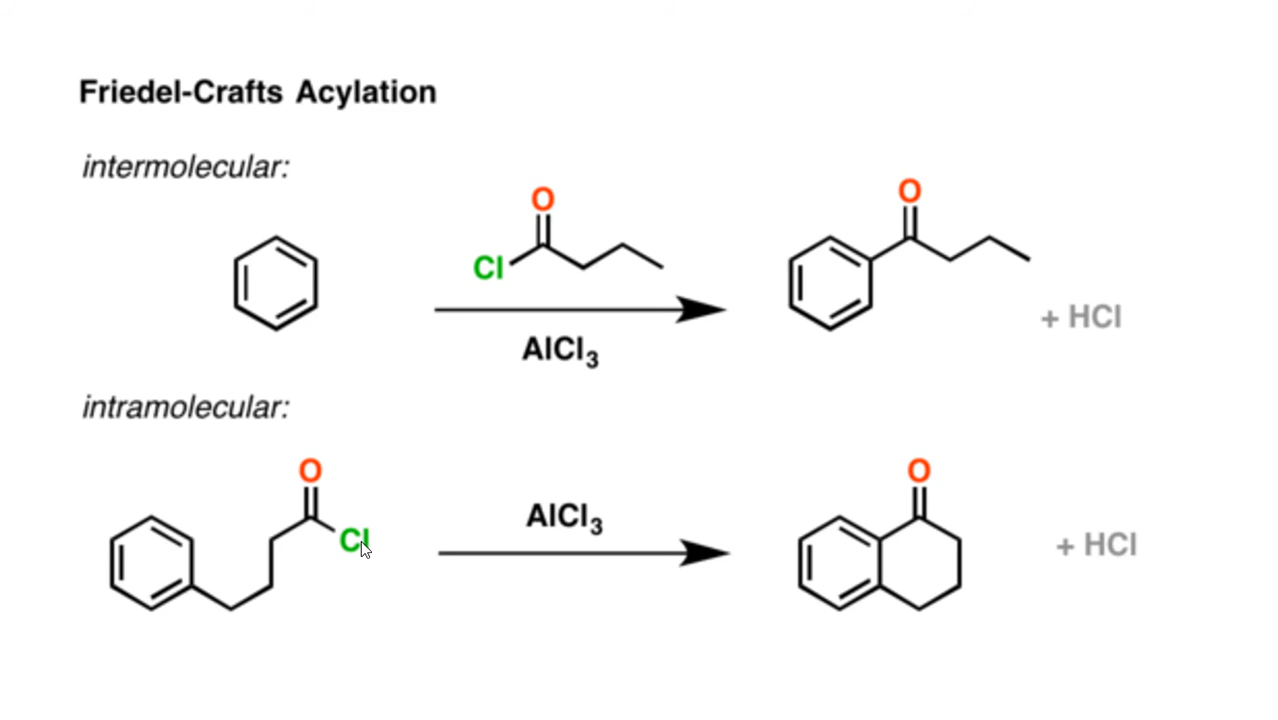 Friedel-Crafts Acylation
intermolecular:
O
Cl
AlCl₃
O
+ HCl
intramolecular:
O
Cl
AlCl₃
O
+ HCl